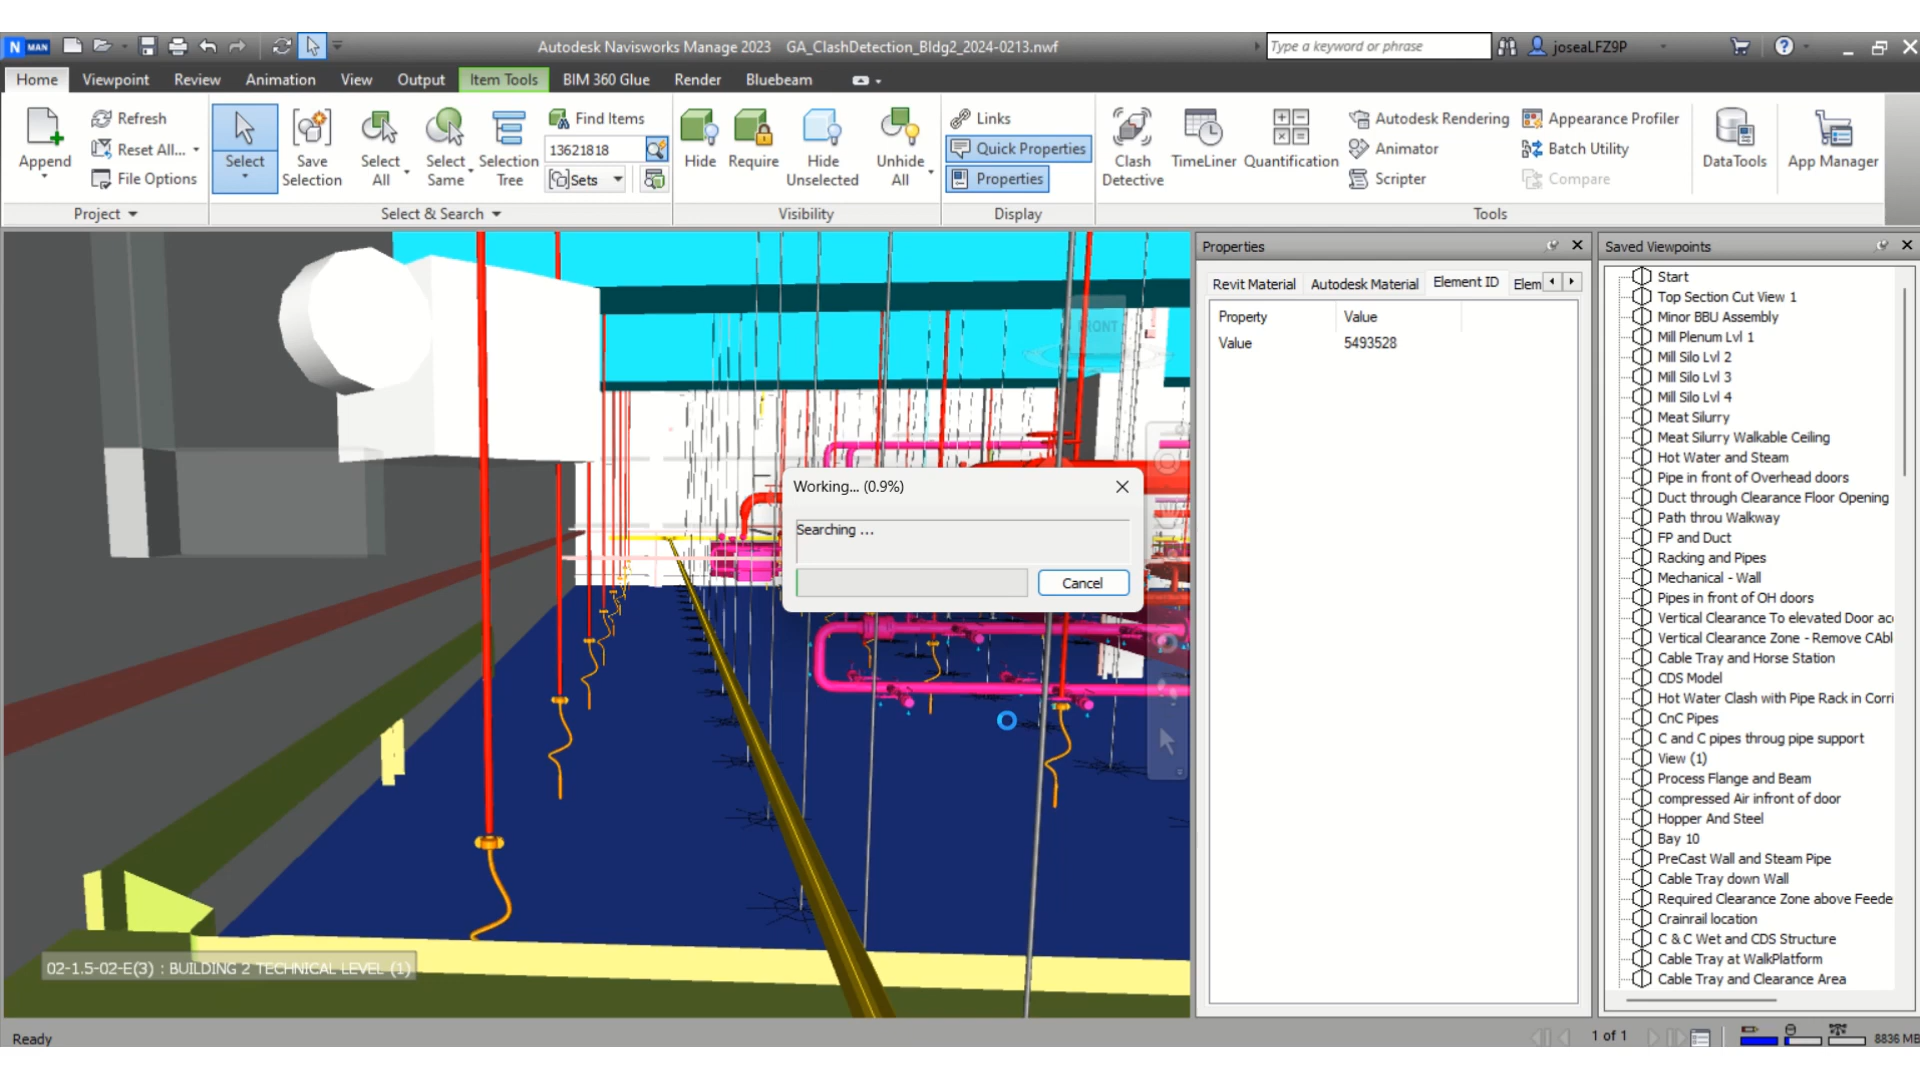 N MAN
Autodesk Navisworks Manage 2023 GA_ClashDetection_Bldg2_2024-0213.nwf
Type a keyword or phrase
joseaLFZ9P
Home Viewpoint Review Animation View Output Item Tools BIM 360 Glue Render Bluebeam
Append
Refresh
Reset All...
File Options
Project
Select
Save Selection
Select All
Select Same
Selection Tree
Find Items
13621818
Sets
Select & Search
Hide
Require
Hide Unselected
Unhide All
Visibility
Links
Quick Properties
Properties
Display
Clash Detective
TimeLiner
Quantification
Autodesk Rendering
Animator
Scripter
Appearance Profiler
Batch Utility
Compare
DataTools
App Manager
Tools
FRONT
Working... (0.9%)
Searching ...
Cancel
02-1.5-02-E(3) : BUILDING 2 TECHNICAL LEVEL (1)
Properties
Revit Material Autodesk Material Element ID Elem
Property Value
Value 5493528
Saved Viewpoints
Start
Top Section Cut View 1
Minor BBU Assembly
Mill Plenum Lvl 1
Mill Silo Lvl 2
Mill Silo Lvl 3
Mill Silo Lvl 4
Meat Silurry
Meat Silurry Walkable Ceiling
Hot Water and Steam
Pipe in front of Overhead doors
Duct through Clearance Floor Opening
Path throu Walkway
FP and Duct
Racking and Pipes
Mechanical - Wall
Pipes in front of OH doors
Vertical Clearance To elevated Door ac
Vertical Clearance Zone - Remove CAbl
Cable Tray and Horse Station
CDS Model
Hot Water Clash with Pipe Rack in Corri
CnC Pipes
C and C pipes throug pipe support
View (1)
Process Flange and Beam
compressed Air infront of door
Hopper And Steel
Bay 10
PreCast Wall and Steam Pipe
Cable Tray down Wall
Required Clearance Zone above Feede
Crainrail location
C & C Wet and CDS Structure
Cable Tray at WalkPlatform
Cable Tray and Clearance Area
Ready
1 of 1
8836 MB